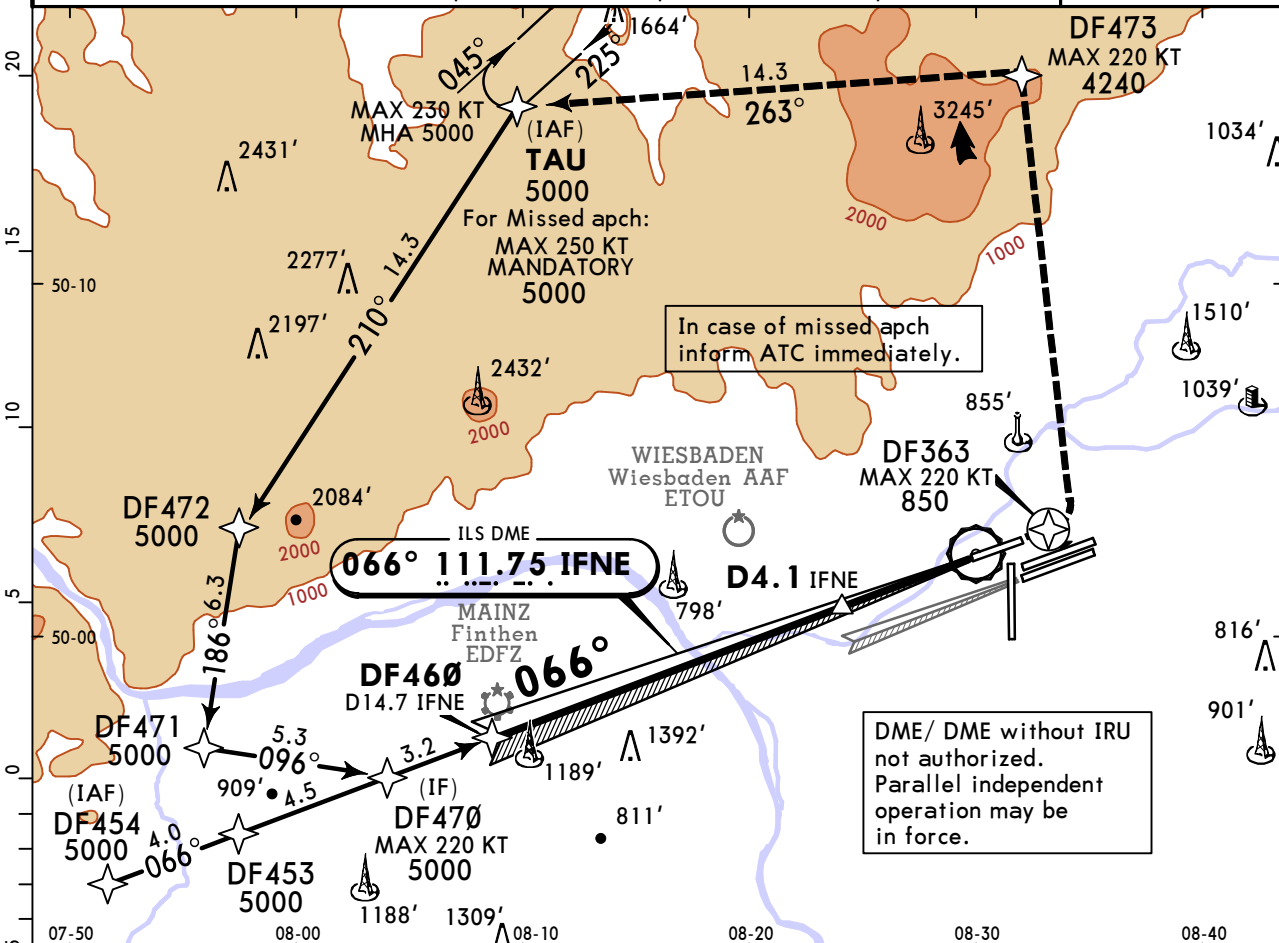 DF473
MAX 220 KT
4240
1664'
045°
225°
14.3
263°
MAX 230 KT
MHA 5000
(IAF)
TAU
5000
For Missed apch:
MAX 250 KT
MANDATORY
5000
3245'
1034'
2431'
2000
1000
20
15
50-10
2277'
14.3
210°
2197'
In case of missed apch
inform ATC immediately.
1510'
1039'
2432'
2000
10
855'
WIESBADEN
Wiesbaden AAF
ETOU
DF363
MAX 220 KT
850
DF472
5000
2084'
2000
ILS DME
066° 111.75 IFNE
D4.1 IFNE
798'
1000
5
50-00
6.3
186°
MAINZ
Finthen
EDFZ
066°
DF460
D14.7 IFNE
816'
DF471
5000
5.3
096°
3.2
1392'
1189'
901'
DME/ DME without IRU
not authorized.
Parallel independent
operation may be
in force.
0
909'
4.5
(IAF)
DF454
5000
4.0
066°
(IF)
DF470
MAX 220 KT
5000
811'
DF453
5000
1188'
1309'
5
07-50
08-00
08-10
08-20
08-30
08-40